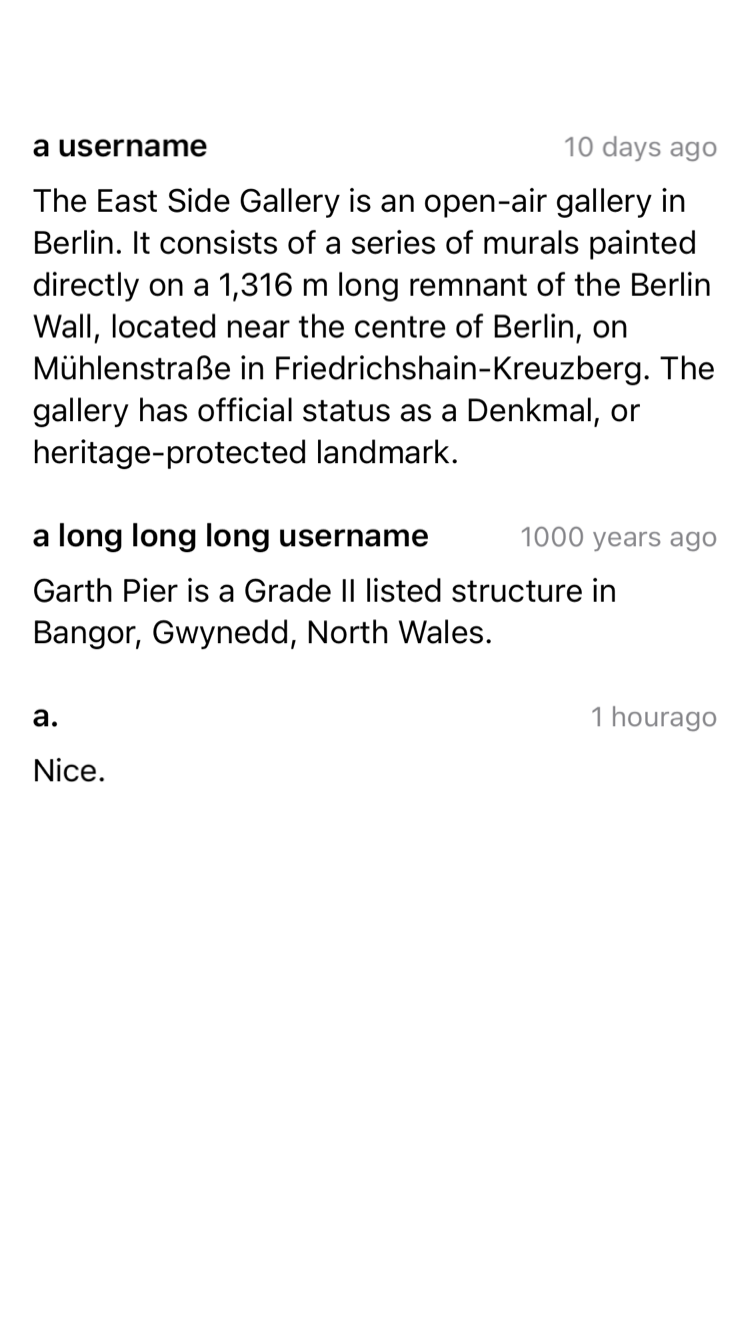 a username
10 days ago
The East Side Gallery is an open-air gallery in
Berlin. It consists of a series of murals painted
directly on a 1,316 m long remnant of the Berlin
Wall, located near the centre of Berlin, on
Mühlenstraße in Friedrichshain-Kreuzberg. The
gallery has official status as a Denkmal, or
heritage-protected landmark.
a long long long username
1000 years ago
Garth Pier is a Grade II listed structure in
Bangor, Gwynedd, North Wales.
a.
1 hourago
Nice.